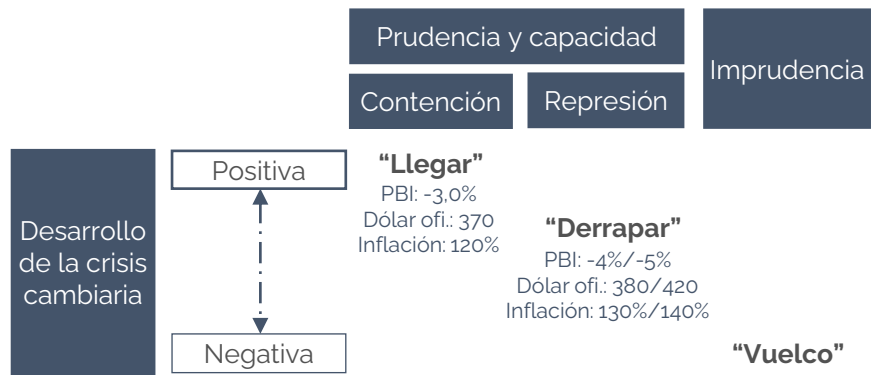 Prudencia y capacidad
Imprudencia
Contención
Represión
Desarrollo
de la crisis
cambiaria
Positiva
Negativa
“Llegar”
PBI: -3,0%
Dólar ofi.: 370
Inflación: 120%
“Derrapar”
PBI: -4%/-5%
Dólar ofi.: 380/420
Inflación: 130%/140%
“Vuelco”